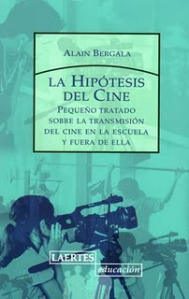 ALAIN BERGALA
LA HIPÓTESIS
DEL CINE
PEQUEÑO TRATADO
SOBRE LA TRANSMISIÓN
DEL CINE EN LA ESCUELA
Y FUERA DE ELLA
LAERTES
educación